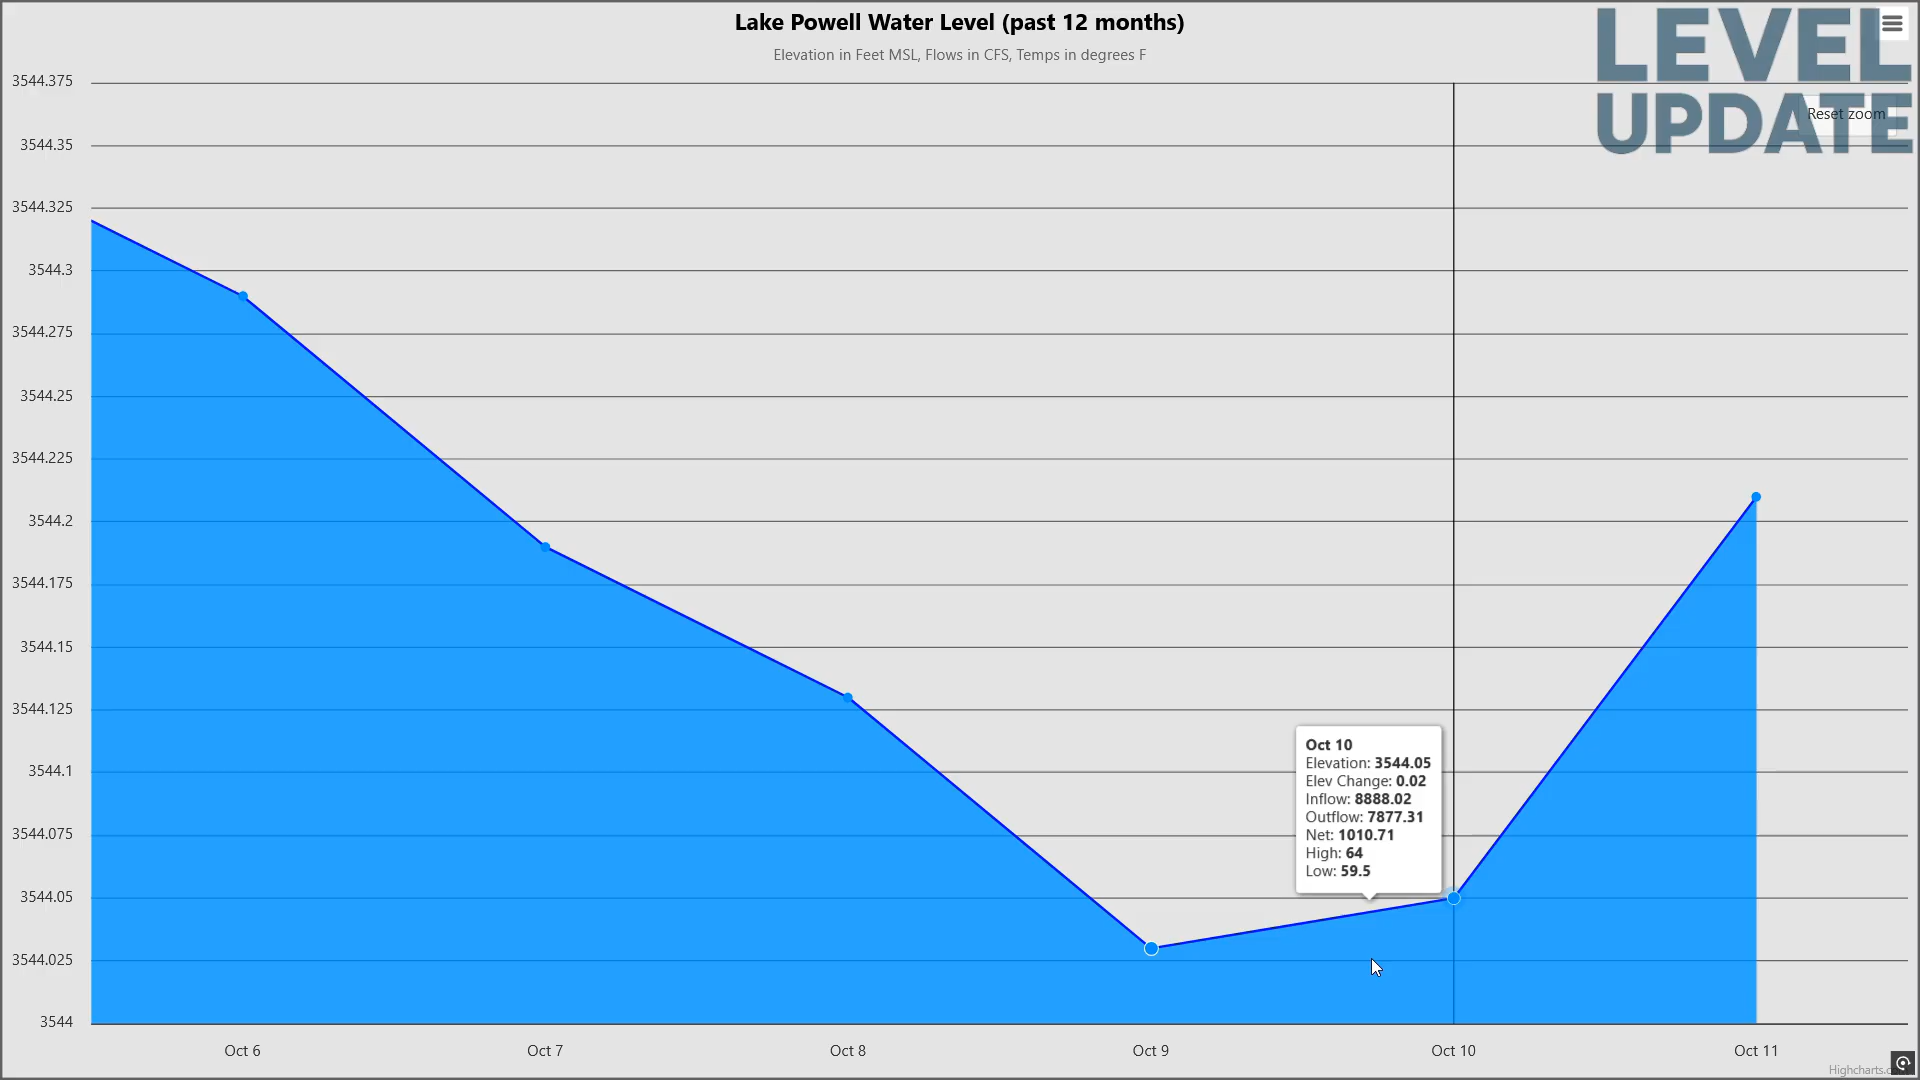 Lake Powell Water Level (past 12 months)
Elevation in Feet MSL, Flows in CFS, Temps in degrees F
LEVEL
UPDATE
Reset zoom
3544.375
3544.35
3544.325
3544.3
3544.275
3544.25
3544.225
3544.2
3544.175
3544.15
3544.125
3544.1
3544.075
3544.05
3544.025
3544
Oct 10
Elevation: 3544.05
Elev Change: 0.02
Inflow: 8888.02
Outflow: 7877.31
Net: 1010.71
High: 64
Low: 59.5
Oct 6 Oct 7 Oct 8 Oct 9 Oct 10 Oct 11